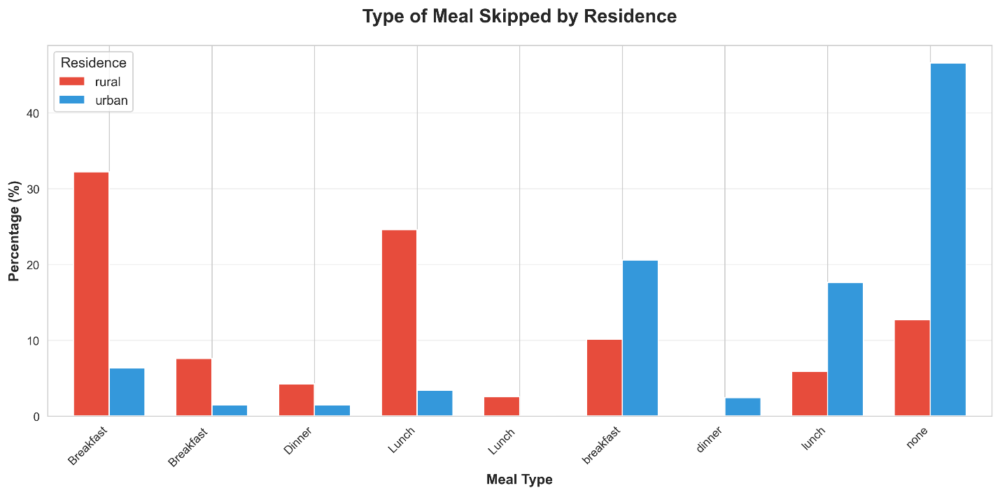 Type of Meal Skipped by Residence
Residence
rural
urban
Percentage (%)
40
30
20
10
0
Breakfast
Breakfast
Dinner
Lunch
Lunch
breakfast
dinner
lunch
none
Meal Type